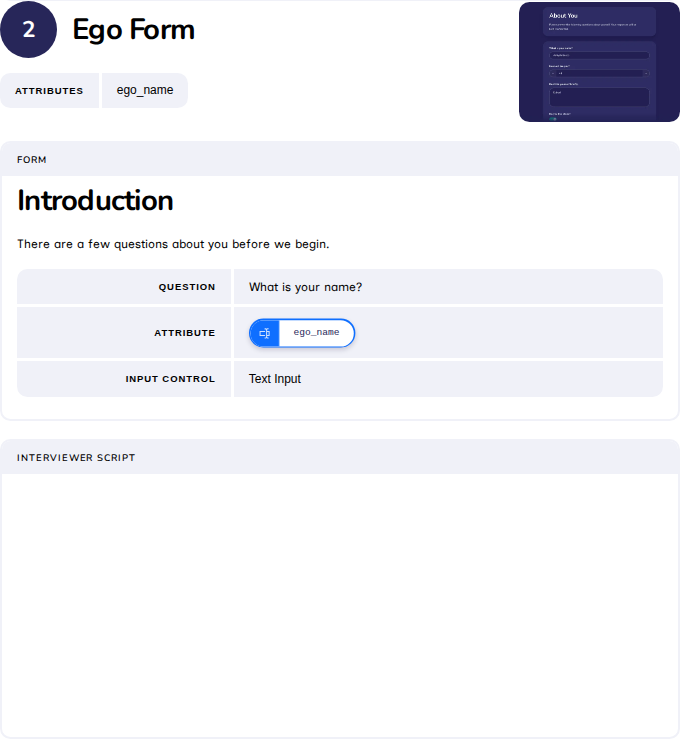 2
Ego Form
ATTRIBUTES ego_name
About You
FORM
Introduction
There are a few questions about you before we begin.
QUESTION What is your name?
ATTRIBUTE ego_name
INPUT CONTROL Text Input
INTERVIEWER SCRIPT